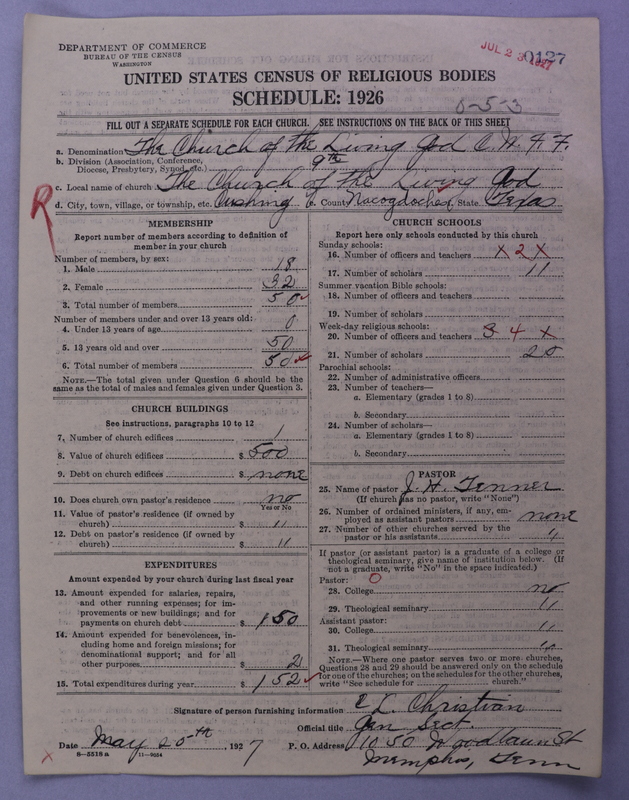 DEPARTMENT OF COMMERCE
BUREAU OF THE CENSUS
WASHINGTON
JUL 23 1927
0127
UNITED STATES CENSUS OF RELIGIOUS BODIES
SCHEDULE: 1926
0-5-3
FILL OUT A SEPARATE SCHEDULE FOR EACH CHURCH. SEE INSTRUCTIONS ON THE BACK OF THIS SHEET
a. Denomination The Church of the Living God C. W. F. F.
b. Division (Association, Conference, Diocese, Presbytery, Synod, etc.) 9th
c. Local name of church The Church of the Living God
d. City, town, village, or township, etc. Cushing e. County Nacogdoches, State Texas
R
MEMBERSHIP
Report number of members according to definition of member in your church
Number of members, by sex:
1. Male 18
2. Female 32
3. Total number of members 50
Number of members under and over 13 years old:
4. Under 13 years of age 0
5. 13 years old and over 50
6. Total number of members 50
NOTE.—The total given under Question 6 should be the same as the total of males and females given under Question 3.
CHURCH BUILDINGS
See instructions, paragraphs 10 to 12
7. Number of church edifices 1
8. Value of church edifices $ 500
9. Debt on church edifices $ none
10. Does church own pastor's residence no
Yes or No
11. Value of pastor's residence (if owned by church) $ "
12. Debt on pastor's residence (if owned by church) $ "
EXPENDITURES
Amount expended by your church during last fiscal year
13. Amount expended for salaries, repairs, and other running expenses; for improvements or new buildings; and for payments on church debt $ 150
14. Amount expended for benevolences, including home and foreign missions; for denominational support; and for all other purposes $ 2
15. Total expenditures during year $ 152
CHURCH SCHOOLS
Report here only schools conducted by this church
Sunday schools:
16. Number of officers and teachers X 2 X
17. Number of scholars 11
Summer vacation Bible schools:
18. Number of officers and teachers
19. Number of scholars
Week-day religious schools:
20. Number of officers and teachers 3 4 X
21. Number of scholars 20
Parochial schools:
22. Number of administrative officers
23. Number of teachers—
a. Elementary (grades 1 to 8)
b. Secondary
24. Number of scholars—
a. Elementary (grades 1 to 8)
b. Secondary
PASTOR
25. Name of pastor J. H. Fenner
(If church has no pastor, write "None")
26. Number of ordained ministers, if any, employed as assistant pastors none
27. Number of other churches served by the pastor or his assistants "
If pastor (or assistant pastor) is a graduate of a college or theological seminary, give name of institution below. (If not a graduate, write "No" in the space indicated.)
Pastor:
28. College no
29. Theological seminary "
Assistant pastor:
30. College "
31. Theological seminary "
NOTE.—Where one pastor serves two or more churches, Questions 28 and 29 should be answered only on the schedule for one of the churches; on the schedules for the other churches, write "See schedule for church."
Signature of person furnishing information E L. Christian
Official title Gen Sect.
Date May 20th 1927 P. O. Address 1050 Woodlawn St
Memphis, Tenn
8—5518 a 11—9054